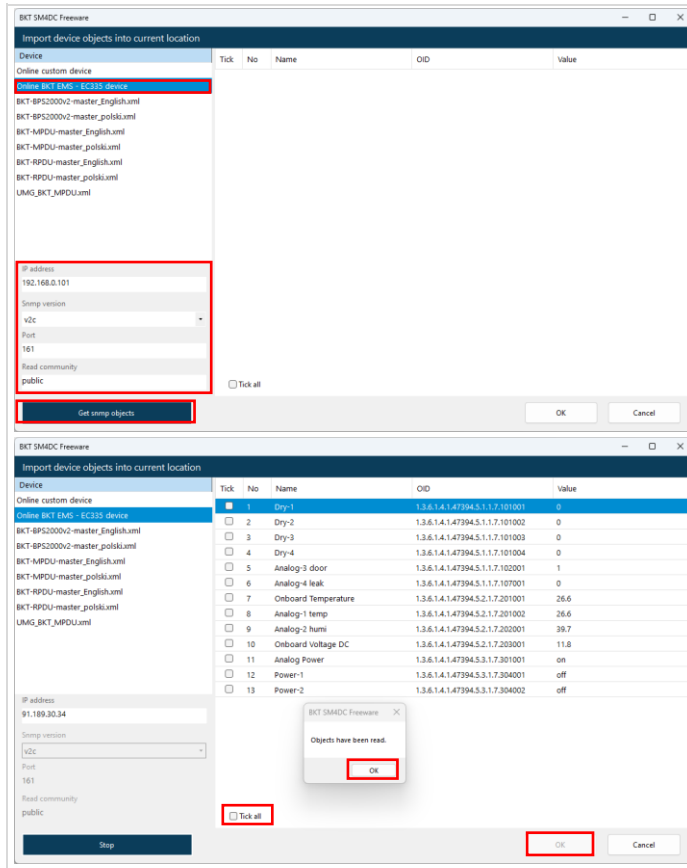 BKT SM4DC Freeware
Import device objects into current location
Device
Tick No Name OID Value
Online custom device
Online BKT EMS - EC335 device
BKT-BPS2000v2-master_English.xml
BKT-BPS2000v2-master_polski.xml
BKT-MPDU-master_English.xml
BKT-MPDU-master_polski.xml
BKT-RPDU-master_English.xml
BKT-RPDU-master_polski.xml
UMG_BKT_MPDU.xml
IP address
192.168.0.101
Snmp version
v2c
Port
161
Read community
public
Tick all
Get snmp objects
OK
Cancel
BKT SM4DC Freeware
Import device objects into current location
Device
Online custom device
Online BKT EMS - EC335 device
BKT-BPS2000v2-master_English.xml
BKT-BPS2000v2-master_polski.xml
BKT-MPDU-master_English.xml
BKT-MPDU-master_polski.xml
BKT-RPDU-master_English.xml
BKT-RPDU-master_polski.xml
UMG_BKT_MPDU.xml
Tick No Name OID Value
1 Dry-1 1.3.6.1.4.1.47394.5.1.1.7.101001 0
2 Dry-2 1.3.6.1.4.1.47394.5.1.1.7.101002 0
3 Dry-3 1.3.6.1.4.1.47394.5.1.1.7.101003 0
4 Dry-4 1.3.6.1.4.1.47394.5.1.1.7.101004 0
5 Analog-3 door 1.3.6.1.4.1.47394.5.1.1.7.102001 1
6 Analog-4 leak 1.3.6.1.4.1.47394.5.1.1.7.107001 0
7 Onboard Temperature 1.3.6.1.4.1.47394.5.2.1.7.201001 26.6
8 Analog-1 temp 1.3.6.1.4.1.47394.5.2.1.7.201002 26.6
9 Analog-2 humi 1.3.6.1.4.1.47394.5.2.1.7.202001 39.7
10 Onboard Voltage DC 1.3.6.1.4.1.47394.5.2.1.7.203001 11.8
11 Analog Power 1.3.6.1.4.1.47394.5.3.1.7.301001 on
12 Power-1 1.3.6.1.4.1.47394.5.3.1.7.304001 off
13 Power-2 1.3.6.1.4.1.47394.5.3.1.7.304002 off
BKT SM4DC Freeware
Objects have been read.
OK
IP address
91.189.30.34
Snmp version
v2c
Port
161
Read community
public
Tick all
Stop
OK
Cancel